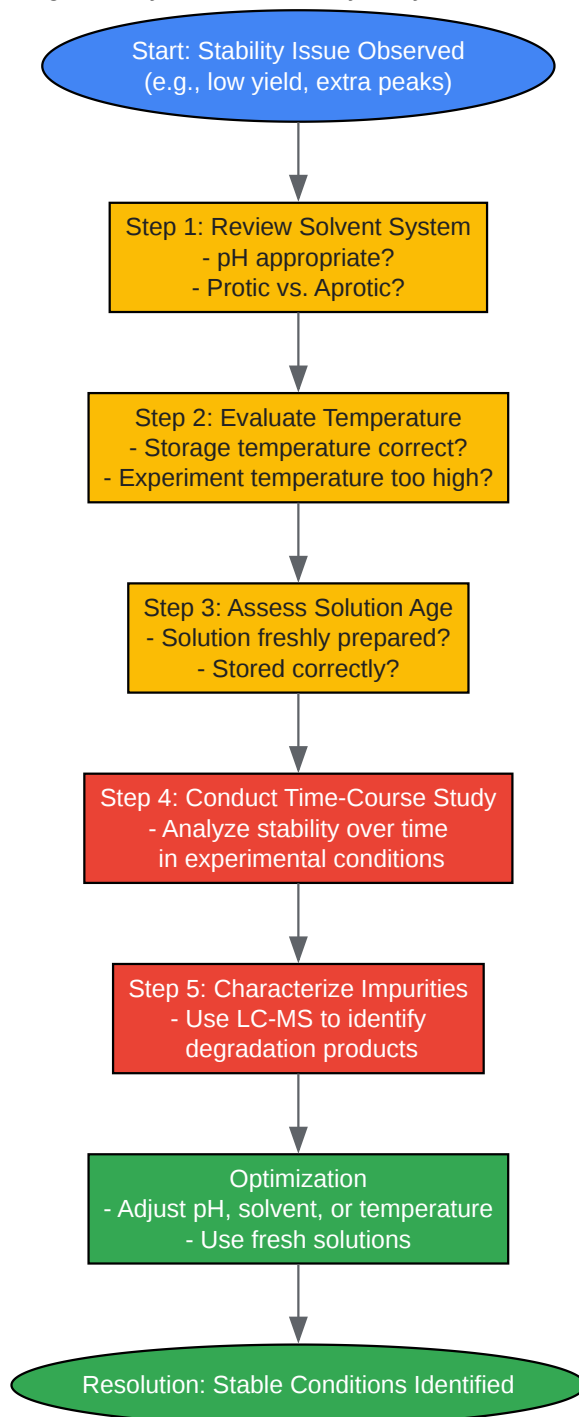 Start: Stability Issue Observed
(e.g., low yield, extra peaks)
Step 1: Review Solvent System
- pH appropriate?
- Protic vs. Aprotic?
Step 2: Evaluate Temperature
- Storage temperature correct?
- Experiment temperature too high?
Step 3: Assess Solution Age
- Solution freshly prepared?
- Stored correctly?
Step 4: Conduct Time-Course Study
- Analyze stability over time
in experimental conditions
Step 5: Characterize Impurities
- Use LC-MS to identify
degradation products
Optimization
- Adjust pH, solvent, or temperature
- Use fresh solutions
Resolution: Stable Conditions Identified